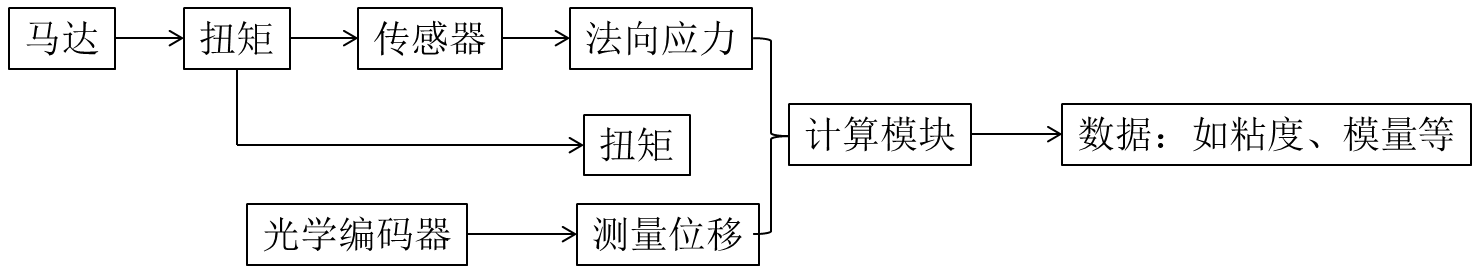 马达
扭矩
传感器
法向应力
扭矩
计算模块
数据：如粘度、模量等
光学编码器
测量位移